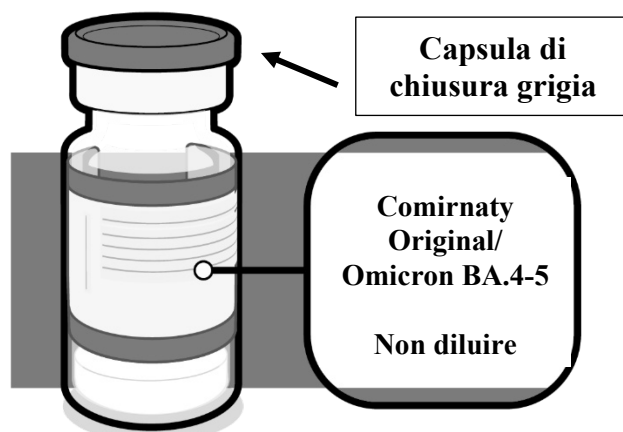 Capsula di
chiusura grigia
Comirnaty
Original/
Omicron BA.4-5
Non diluire